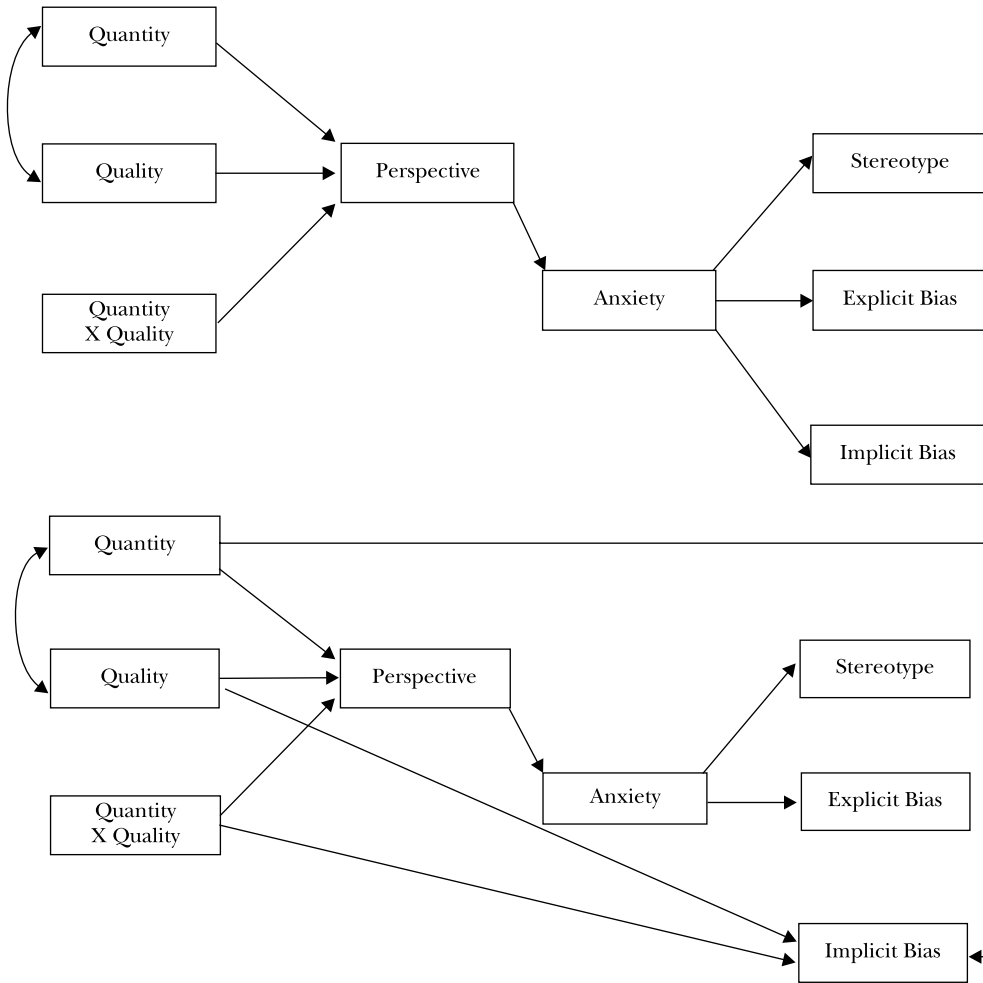 Quantity
Quality
Perspective
Stereotype
Quantity
X Quality
Anxiety
Explicit Bias
Implicit Bias
Quantity
Quality
Perspective
Stereotype
Quantity
X Quality
Anxiety
Explicit Bias
Implicit Bias